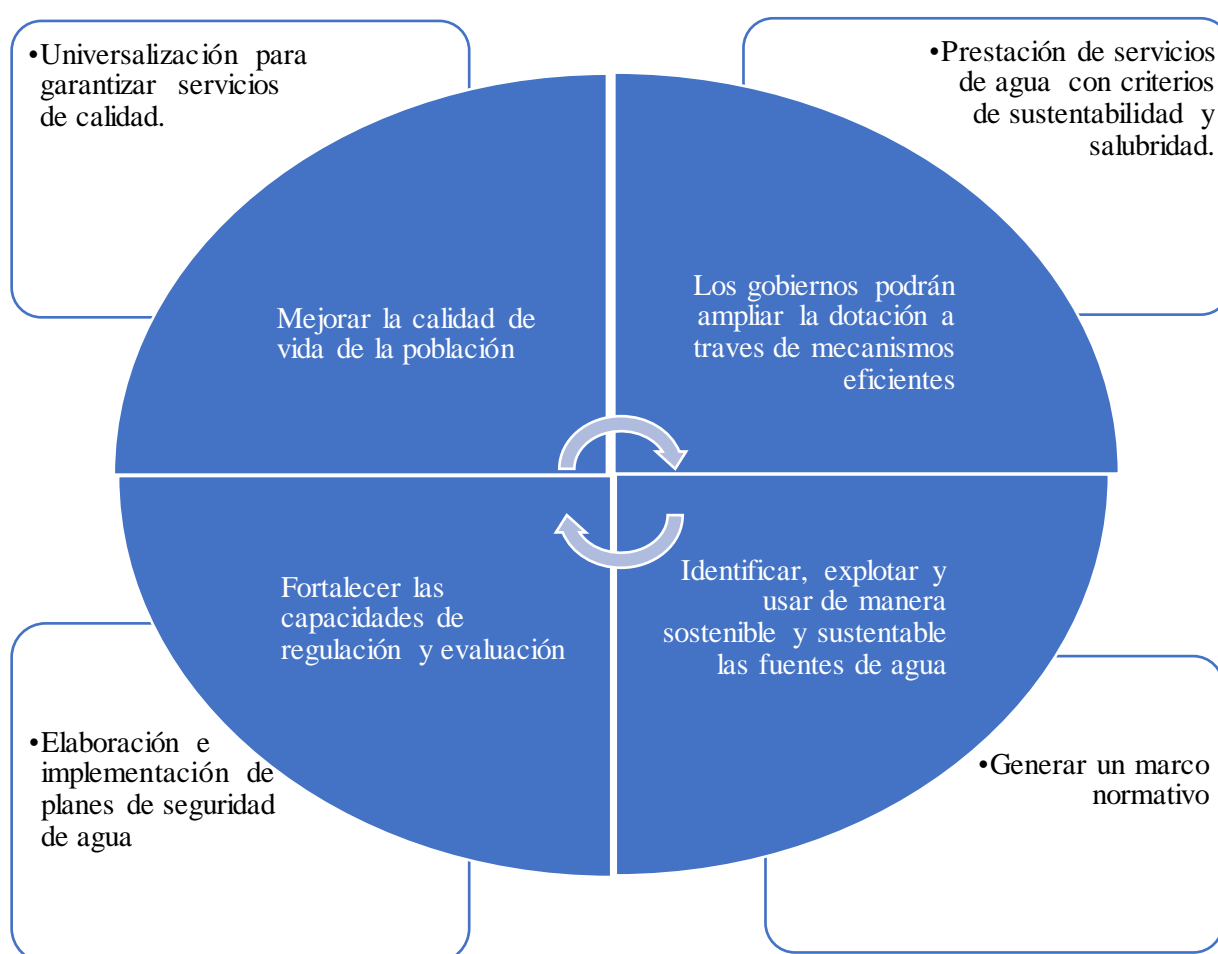 •Universalización para
garantizar servicios
de calidad.
•Prestación de servicios
de agua con criterios
de sustentabilidad y
salubridad.
Mejorar la calidad de
vida de la población
Los gobiernos podrán
ampliar la dotación a
traves de mecanismos
eficientes
Fortalecer las
capacidades de
regulación y evaluación
Identificar, explotar y
usar de manera
sostenible y sustentable
las fuentes de agua
•Elaboración e
implementación de
planes de seguridad
de agua
•Generar un marco
normativo